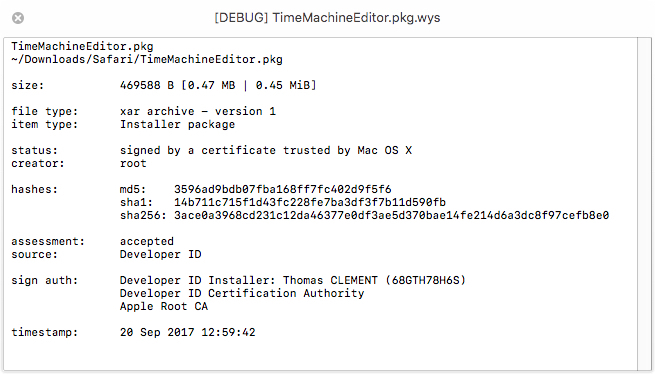 [DEBUG] TimeMachineEditor.pkg.wys
TimeMachineEditor.pkg
~/Downloads/Safari/TimeMachineEditor.pkg
size: 469588 B [0.47 MB | 0.45 MiB]
file type: xar archive – version 1
item type: Installer package
status: signed by a certificate trusted by Mac OS X
creator: root
hashes: md5: 3596ad9bdb07fba168ff7fc402d9f5f6
sha1: 14b711c715f1d43fc228fe7ba3df3f7b11d590fb
sha256: 3ace0a3968cd231c12da46377e0df3ae5d370bae14fe214d6a3dc8f97cefb8e0
assessment: accepted
source: Developer ID
sign auth: Developer ID Installer: Thomas CLEMENT (68GTH78H6S)
Developer ID Certification Authority
Apple Root CA
timestamp: 20 Sep 2017 12:59:42